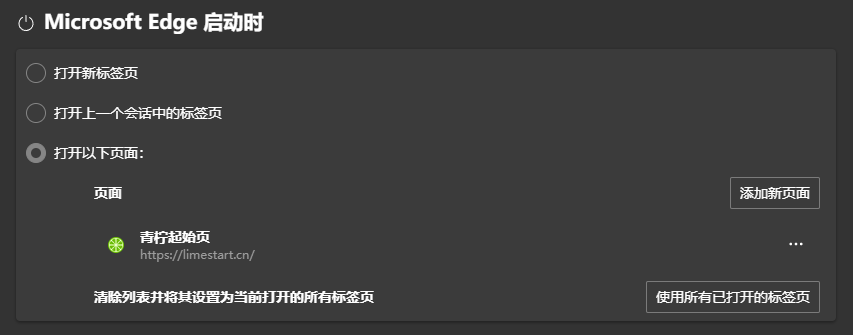 Microsoft Edge 启动时
打开新标签页
打开上一个会话中的标签页
打开以下页面：
页面
添加新页面
青柠起始页
https://limestart.cn/
清除列表并将其设置为当前打开的所有标签页
使用所有已打开的标签页